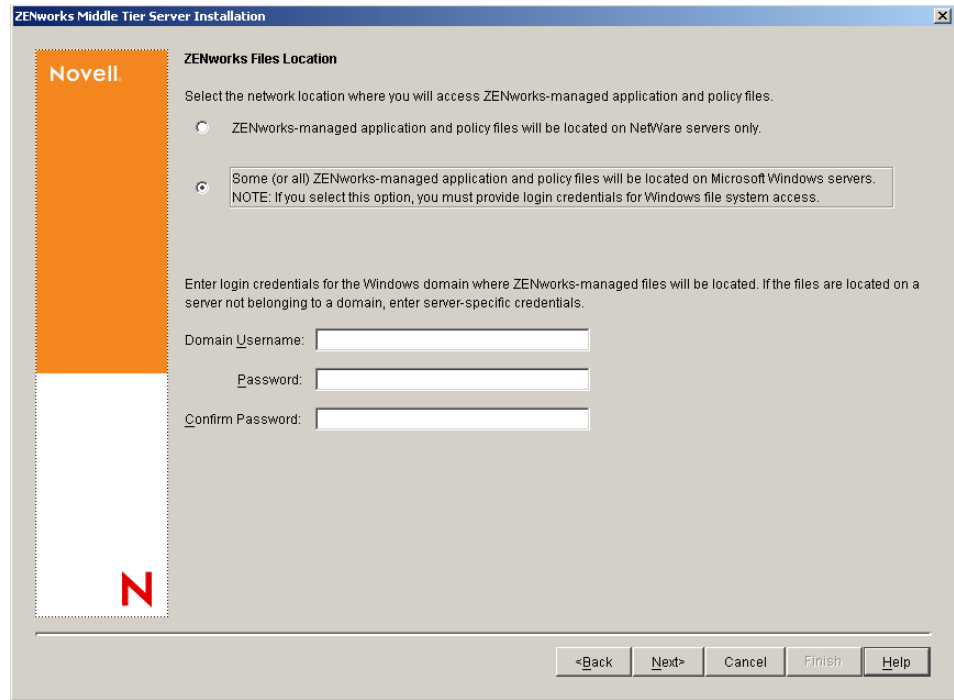 ZENworks Middle Tier Server Installation
Novell.
ZENworks Files Location
Select the network location where you will access ZENworks-managed application and policy files.
ZENworks-managed application and policy files will be located on NetWare servers only.
Some (or all) ZENworks-managed application and policy files will be located on Microsoft Windows servers.
NOTE: If you select this option, you must provide login credentials for Windows file system access.
Enter login credentials for the Windows domain where ZENworks-managed files will be located. If the files are located on a
server not belonging to a domain, enter server-specific credentials.
Domain Username:
Password:
Confirm Password:
N
<Back Next> Cancel Finish Help